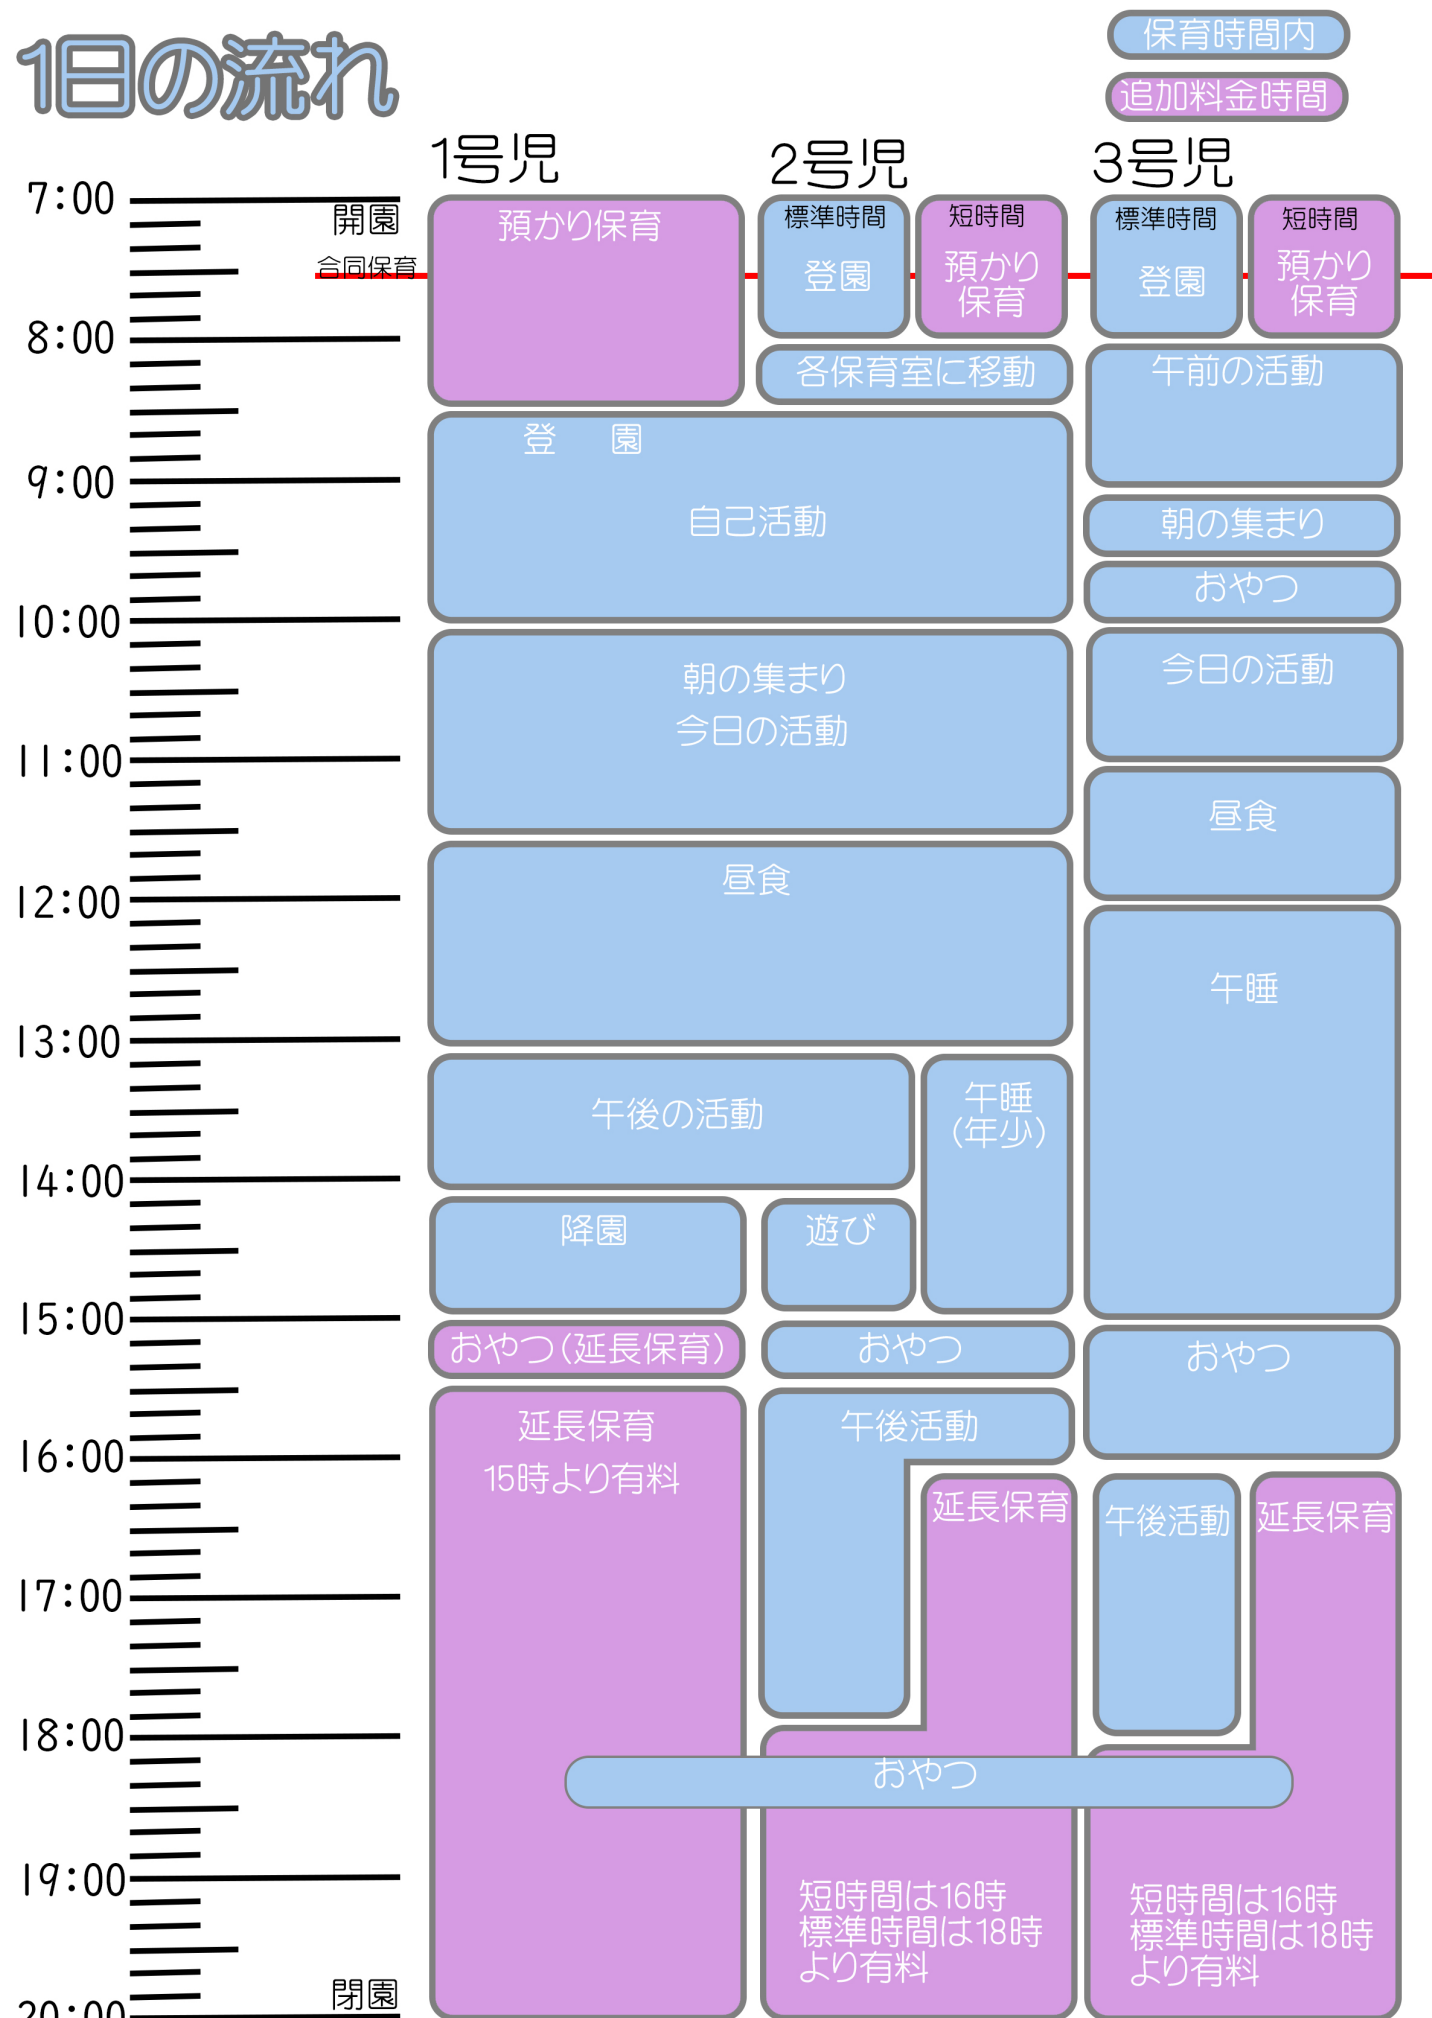 1日の流れ
保育時間内
追加料金時間
1号児
2号児
3号児
7:00
開園
合同保育
預かり保育
標準時間
登園
短時間
預かり
保育
標準時間
登園
短時間
預かり
保育
8:00
各保育室に移動
午前の活動
登　園
自己活動
9:00
朝の集まり
おやつ
10:00
朝の集まり
今日の活動
今日の活動
11:00
昼食
昼食
12:00
午睡
13:00
午後の活動
午睡
(年少)
14:00
降園
遊び
15:00
おやつ(延長保育)
おやつ
おやつ
延長保育
15時より有料
午後活動
16:00
延長保育
午後活動
延長保育
17:00
18:00
おやつ
19:00
短時間は16時
標準時間は18時
より有料
短時間は16時
標準時間は18時
より有料
閉園
20:00